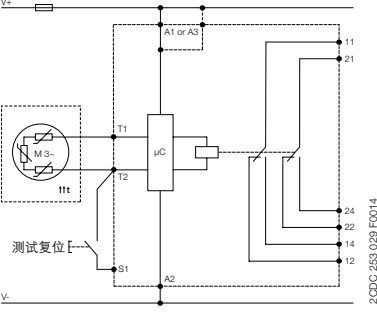 V+
A1 or A3
11
21
T1
M 3~
µC
T2
t
24
22
测试复位
14
S1
12
A2
V-
2CDC 253 029 F0014